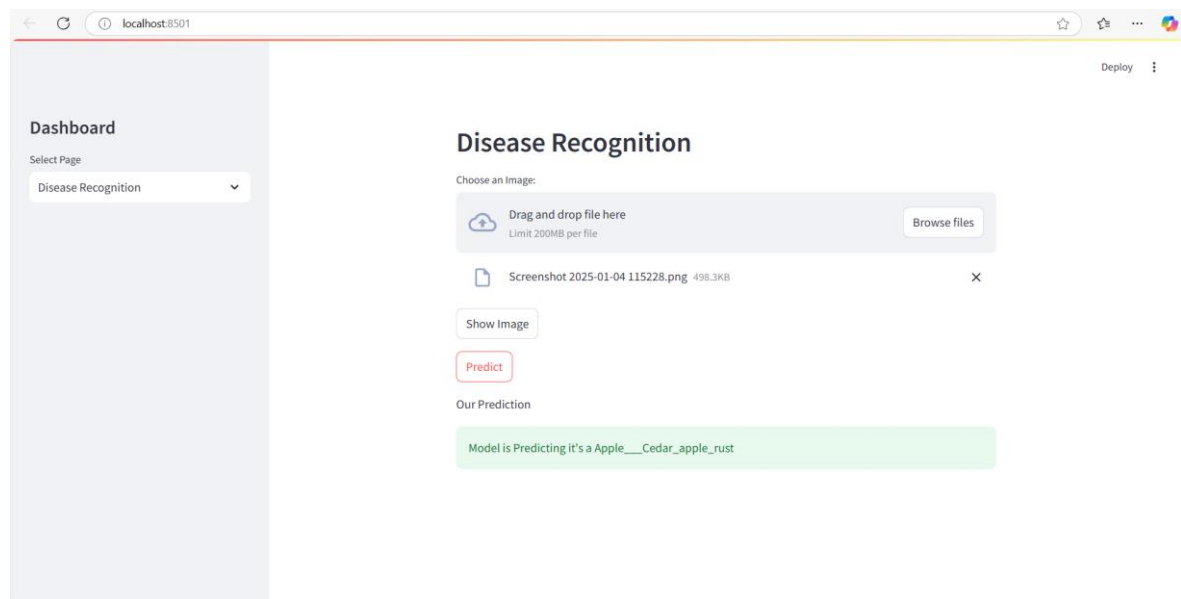 localhost:8501
Deploy
Dashboard
Select Page
Disease Recognition
Disease Recognition
Choose an Image:
Drag and drop file here
Limit 200MB per file
Browse files
Screenshot 2025-01-04 115228.png 498.3KB
Show Image
Predict
Our Prediction
Model is Predicting it's a Apple___Cedar_apple_rust